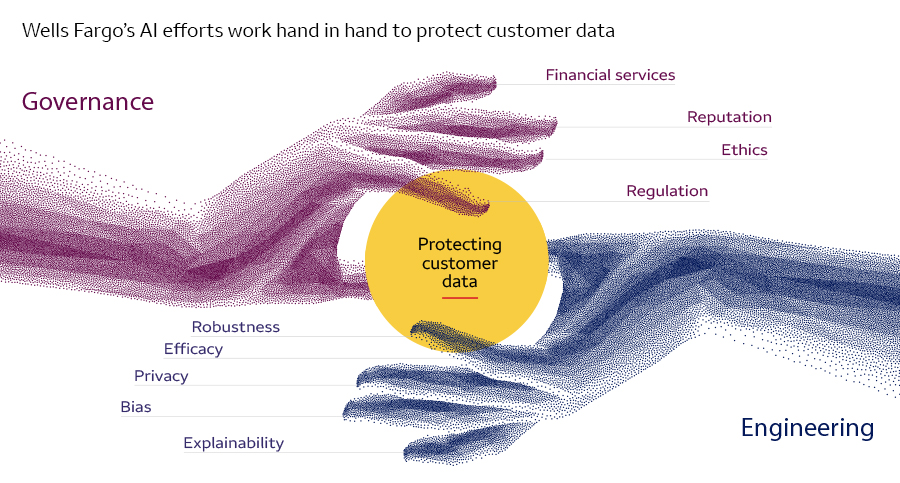 Wells Fargo’s AI efforts work hand in hand to protect customer data
Governance
Financial services
Reputation
Ethics
Regulation
Protecting
customer
data
Robustness
Efficacy
Privacy
Bias
Explainability
Engineering